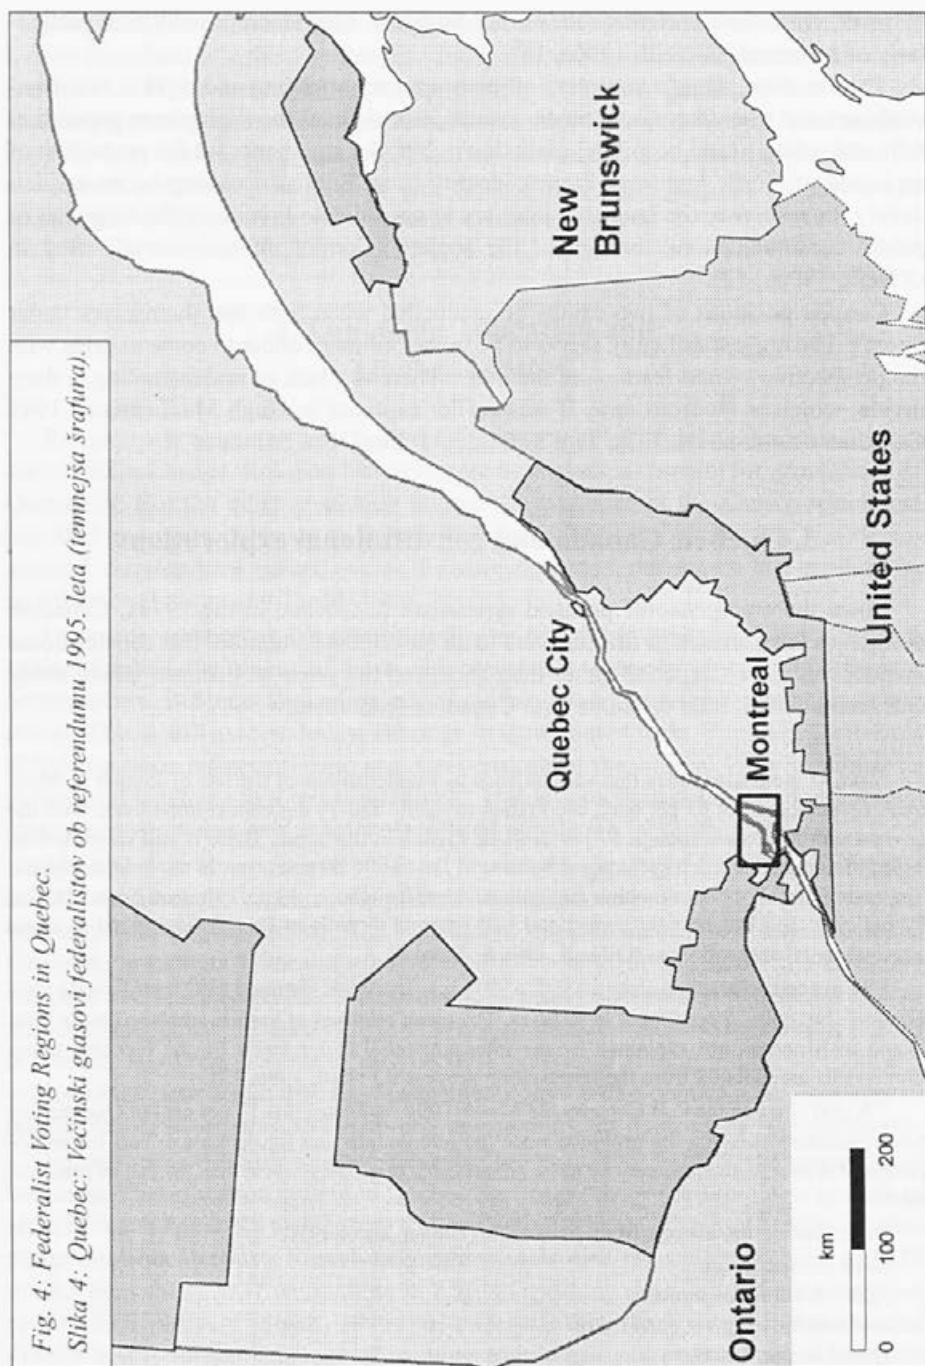 Fig. 4: Federalist Voting Regions in Quebec.
Slika 4: Quebec: Večinski glasovi federalistov ob referendumu 1995. leta (temnejša šrafura).
New
Brunswick
Quebec City
Montreal
United States
Ontario
km
0 100 200